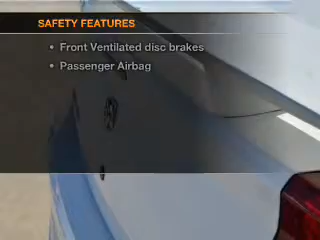 SAFETY FEATURES
• Front Ventilated disc brakes
• Passenger Airbag